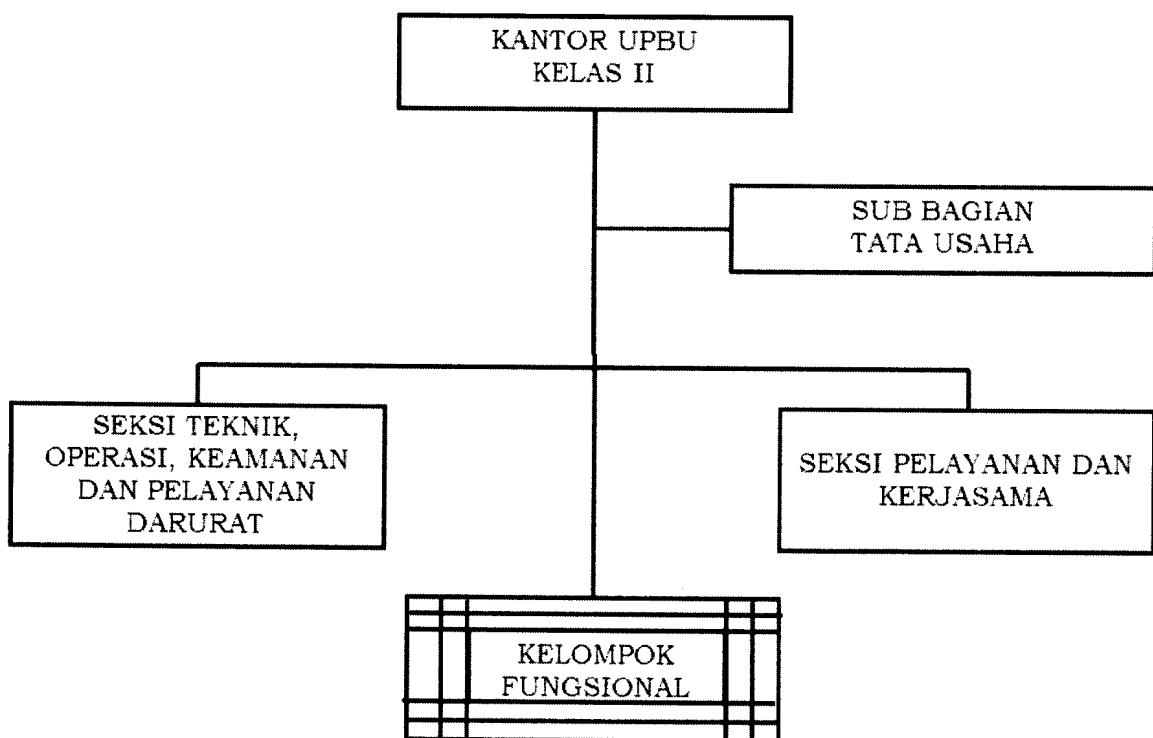 KANTOR UPBU
KELAS II
SUB BAGIAN
TATA USAHA
SEKSI TEKNIK,
OPERASI, KEAMANAN
DAN PELAYANAN
DARURAT
SEKSI PELAYANAN DAN
KERJASAMA
KELOMPOK
FUNGSIONAL